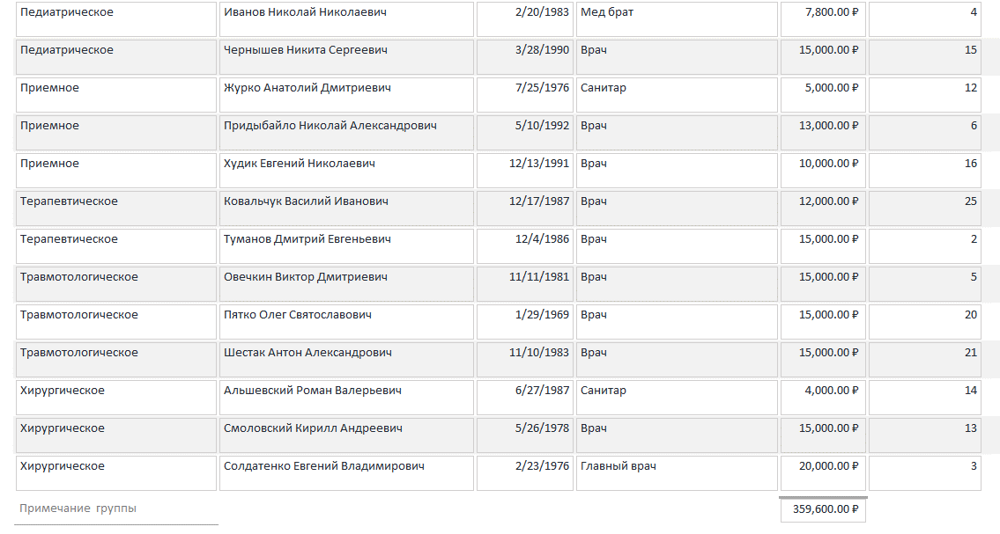 Педиатрическое Иванов Николай Николаевич 2/20/1983 Мед брат 7,800.00 ₽ 4
Педиатрическое Чернышев Никита Сергеевич 3/28/1990 Врач 15,000.00 ₽ 15
Приемное Журко Анатолий Дмитриевич 7/25/1976 Санитар 5,000.00 ₽ 12
Приемное Придыбайло Николай Александрович 5/10/1992 Врач 13,000.00 ₽ 6
Приемное Худик Евгений Николаевич 12/13/1991 Врач 10,000.00 ₽ 16
Терапевтическое Ковальчук Василий Иванович 12/17/1987 Врач 12,000.00 ₽ 25
Терапевтическое Туманов Дмитрий Евгеньевич 12/4/1986 Врач 15,000.00 ₽ 2
Травмотологическое Овечкин Виктор Дмитриевич 11/11/1981 Врач 15,000.00 ₽ 5
Травмотологическое Пятко Олег Святославович 1/29/1969 Врач 15,000.00 ₽ 20
Травмотологическое Шестак Антон Александрович 11/10/1983 Врач 15,000.00 ₽ 21
Хирургическое Альшевский Роман Валерьевич 6/27/1987 Санитар 4,000.00 ₽ 14
Хирургическое Смоловский Кирилл Андреевич 5/26/1978 Врач 15,000.00 ₽ 13
Хирургическое Солдатенко Евгений Владимирович 2/23/1976 Главный врач 20,000.00 ₽ 3
Примечание группы 359,600.00 ₽